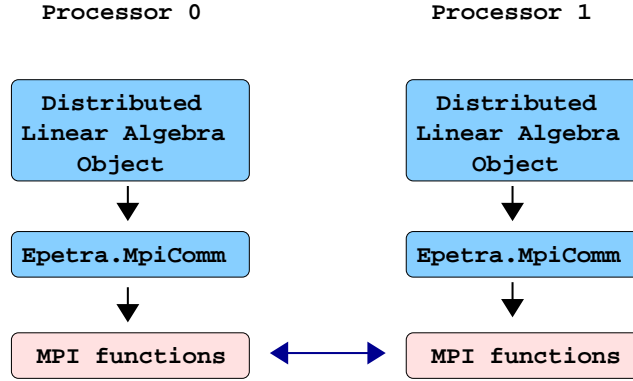 Processor 0
Processor 1
Distributed
Linear Algebra
Object
Distributed
Linear Algebra
Object
Epetra.MpiComm
Epetra.MpiComm
MPI functions
MPI functions